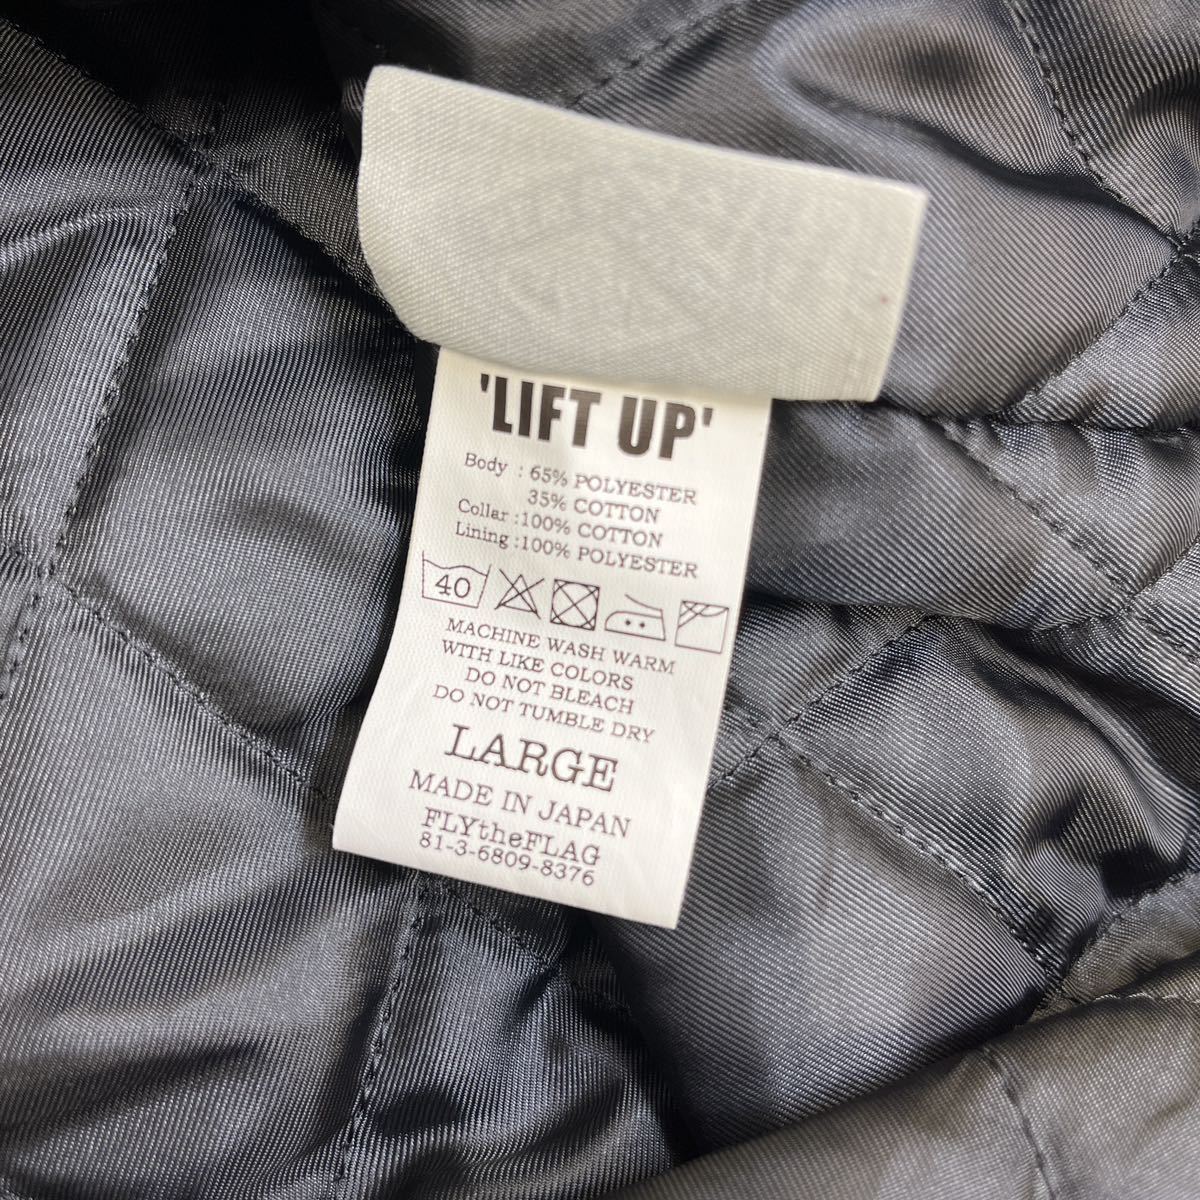 'LIFT UP'
Body : 65% POLYESTER
35% COTTON
Collar :100% COTTON
Lining :100% POLYESTER
40
MACHINE WASH WARM
WITH LIKE COLORS
DO NOT BLEACH
DO NOT TUMBLE DRY
LARGE
MADE IN JAPAN
FLYtheFLAG
81-3-6809-8376